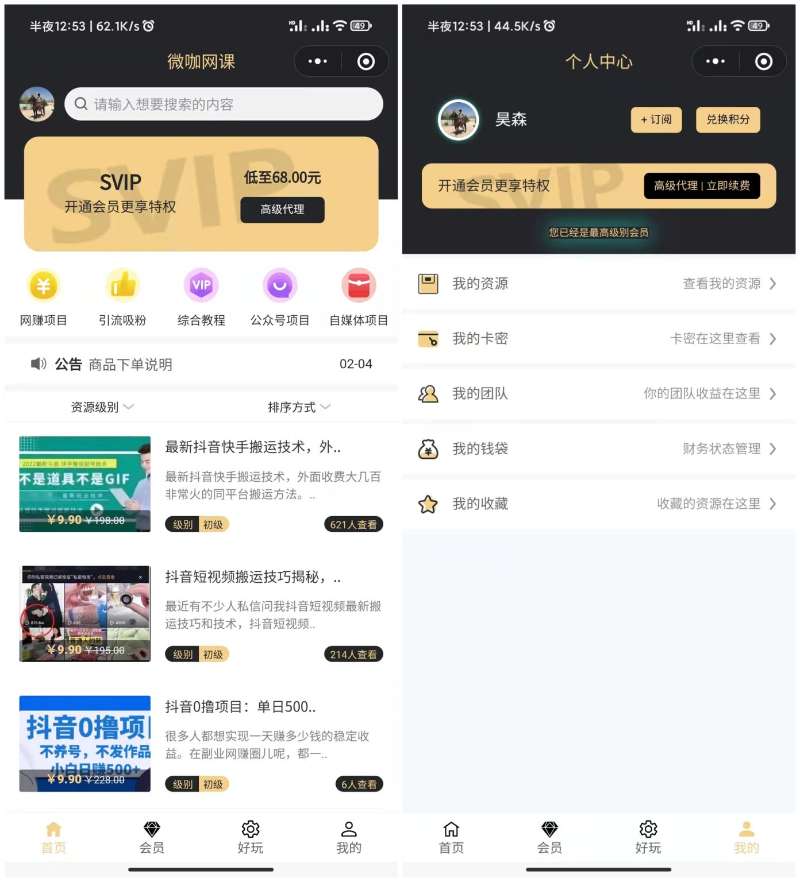 半夜12:53 | 62.1K/s
HD
49
微咖网课
请输入想要搜索的内容
SVIP
SVIP
开通会员更享特权
低至68.00元
高级代理
网赚项目
引流吸粉
VIP
综合教程
公众号项目
自媒体项目
公告 商品下单说明 02-04
资源级别
排序方式
不是道具不是GIF
￥9.90 ￥198.00
最新抖音快手搬运技术，外..
最新抖音快手搬运技术，外面收费大几百
非常火的同平台搬运方法。..
级别 初级
621人查看
￥9.90 ￥195.00
抖音短视频搬运技巧揭秘，..
最近有不少人私信问我抖音短视频最新搬
运技巧和技术，抖音短视频..
级别 初级
214人查看
抖音0撸项目
不养号，不发作品
小白日赚500+
￥9.90 ￥228.00
抖音0撸项目：单日500..
很多人都想实现一天赚多少钱的稳定收
益。在副业网赚圈儿呢，都一..
级别 初级
6人查看
首页
会员
好玩
我的
半夜12:53 | 44.5K/s
HD
49
个人中心
昊森
+ 订阅
兑换积分
SVIP
开通会员更享特权
高级代理 | 立即续费
您已经是最高级别会员
我的资源 查看我的资源
我的卡密 卡密在这里查看
我的团队 你的团队收益在这里
我的钱袋 财务状态管理
我的收藏 收藏的资源在这里
首页
会员
好玩
我的